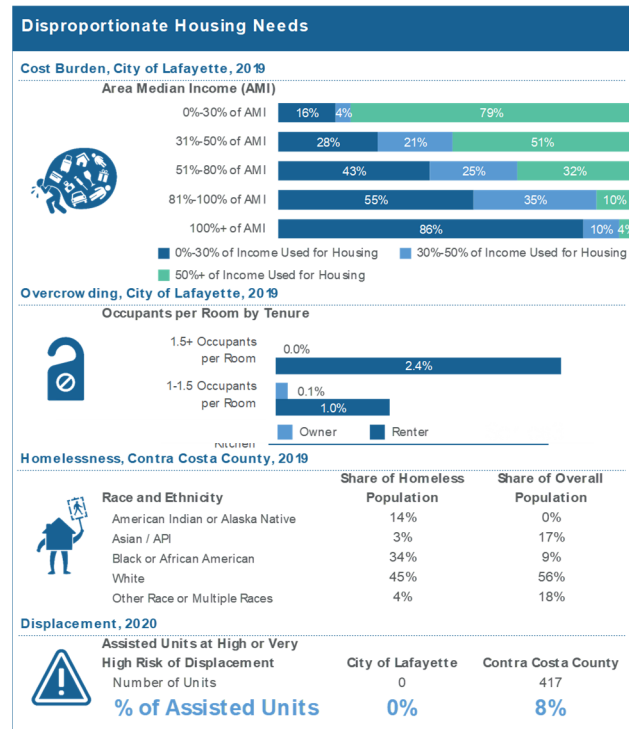 Disproportionate Housing Needs
Cost Burden, City of Lafayette, 2019
Area Median Income (AMI)
0%-30% of AMI 16% 4% 79%
31%-50% of AMI 28% 21% 51%
51%-80% of AMI 43% 25% 32%
81%-100% of AMI 55% 35% 10%
100%+ of AMI 86% 10% 4%
0%-30% of Income Used for Housing 30%-50% of Income Used for Housing
50%+ of Income Used for Housing
Overcrowding, City of Lafayette, 2019
Occupants per Room by Tenure
1.5+ Occupants
per Room
0.0%
2.4%
1-1.5 Occupants
per Room
0.1%
1.0%
Owner Renter
Kitchen
Homelessness, Contra Costa County, 2019
Share of Homeless Share of Overall
Race and Ethnicity Population Population
American Indian or Alaska Native 14% 0%
Asian / API 3% 17%
Black or African American 34% 9%
White 45% 56%
Other Race or Multiple Races 4% 18%
Displacement, 2020
Assisted Units at High or Very
High Risk of Displacement City of Lafayette Contra Costa County
Number of Units 0 417
% of Assisted Units 0% 8%